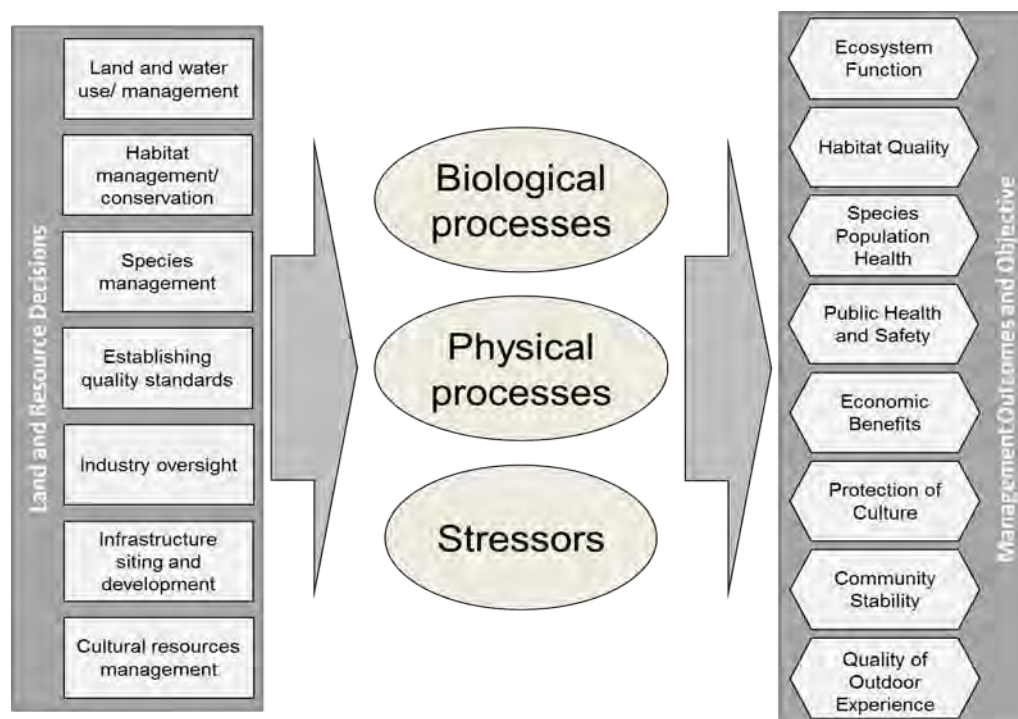 Land and Resource Decisions
Land and water
use/ management
Habitat
management/
conservation
Species
management
Establishing
quality standards
Industry oversight
Infrastructure
siting and
development
Cultural resources
management
Biological
processes
Physical
processes
Stressors
Ecosystem
Function
Habitat Quality
Species
Population
Health
Public Health
and Safety
Economic
Benefits
Protection of
Culture
Community
Stability
Quality of
Outdoor
Experience
Management Outcomes and Objective